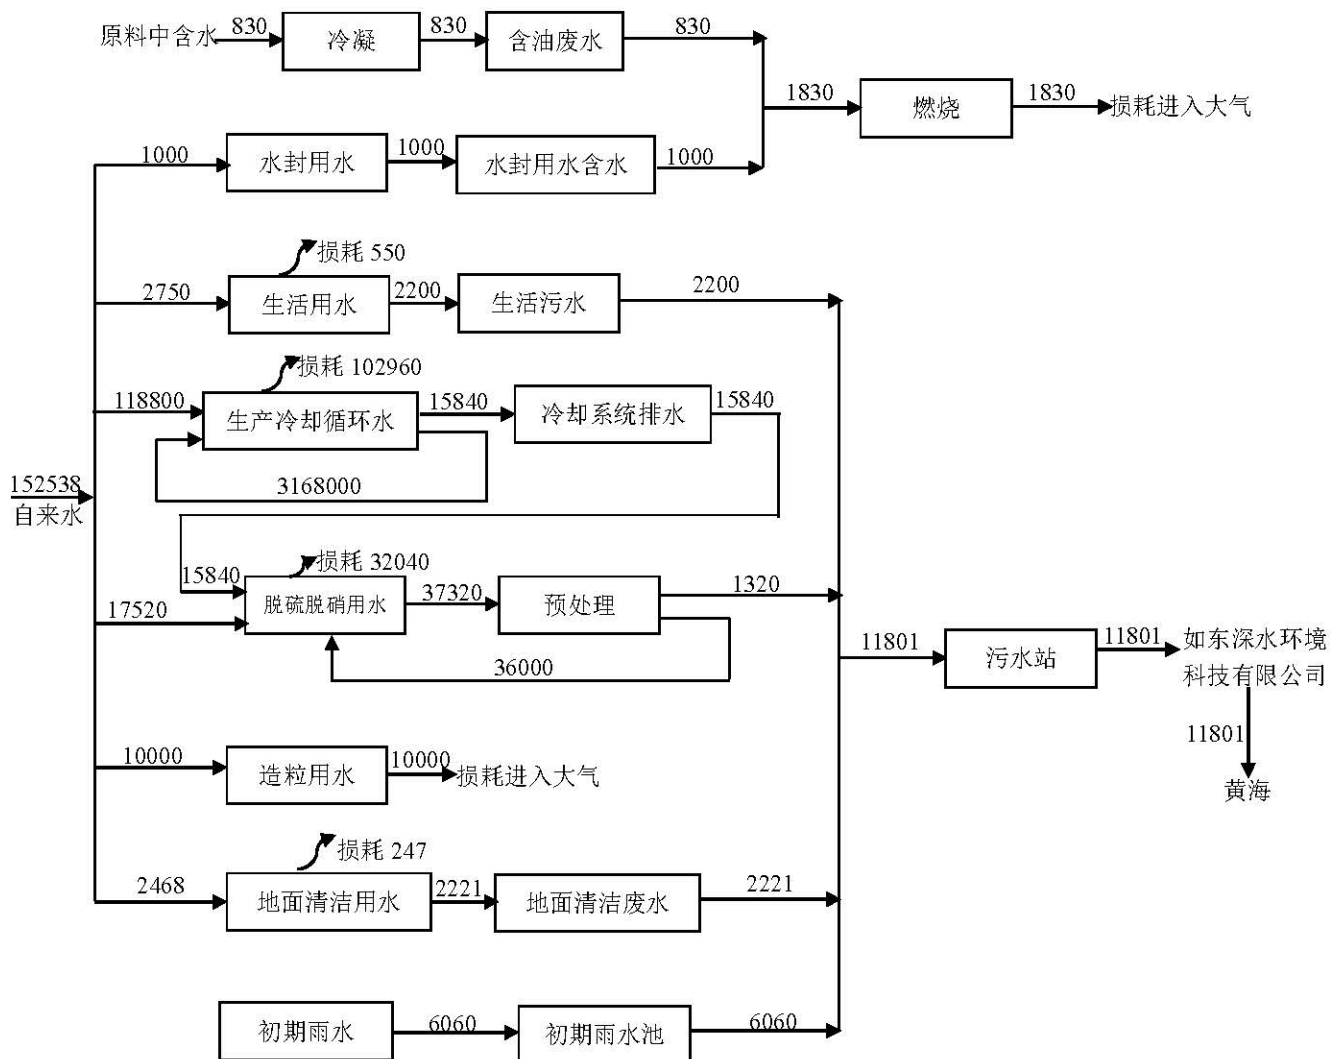 原料中含水
830
冷凝
830
含油废水
830
1830
燃烧
1830
损耗进入大气
1000
水封用水
1000
水封用水含水
1000
损耗 550
2750
生活用水
2200
生活污水
2200
损耗 102960
118800
生产冷却循环水
15840
冷却系统排水
15840
3168000
152538
自来水
损耗 32040
15840
17520
脱硫脱硝用水
37320
预处理
1320
36000
11801
污水站
11801
如东深水环境
科技有限公司
11801
黄海
10000
造粒用水
10000
损耗进入大气
损耗 247
2468
地面清洁用水
2221
地面清洁废水
2221
初期雨水
6060
初期雨水池
6060